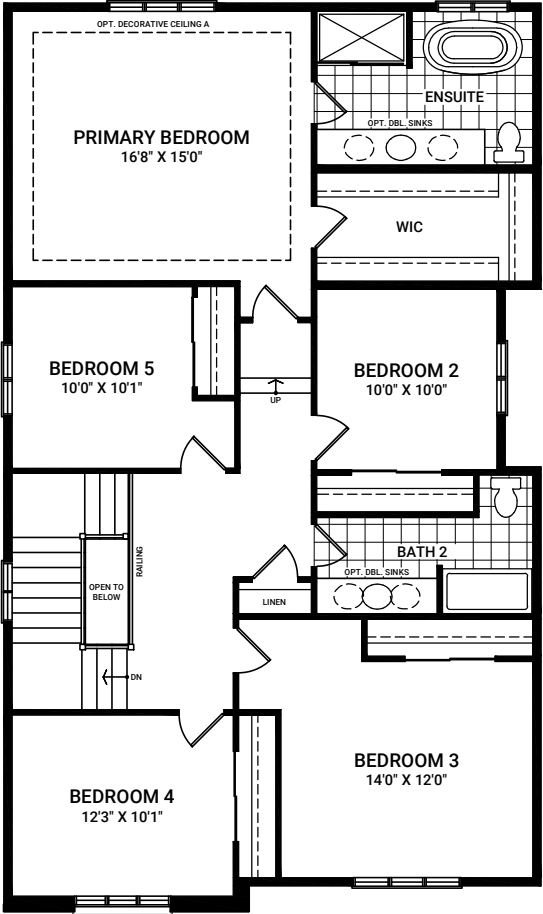 OPT. DECORATIVE CEILING A
PRIMARY BEDROOM
16'8" X 15'0"
ENSUITE
OPT. DBL. SINKS
WIC
BEDROOM 5
10'0" X 10'1"
BEDROOM 2
10'0" X 10'0"
UP
RAILING
OPEN TO
BELOW
BATH 2
OPT. DBL. SINKS
LINEN
DN
BEDROOM 3
14'0" X 12'0"
BEDROOM 4
12'3" X 10'1"